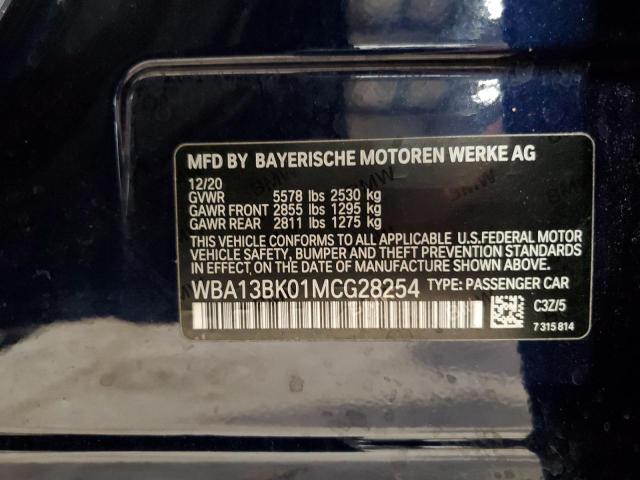 MFD BY BAYERISCHE MOTOREN WERKE AG
12/20
GVWR 5578 lbs 2530 kg
GAWR FRONT 2855 lbs 1295 kg
GAWR REAR 2811 lbs 1275 kg
THIS VEHICLE CONFORMS TO ALL APPLICABLE U.S.FEDERAL MOTOR
VEHICLE SAFETY, BUMPER AND THEFT PREVENTION STANDARDS
IN EFFECT ON THE DATE OF MANUFACTURE SHOWN ABOVE.
WBA13BK01MCG28254 TYPE: PASSENGER CAR
C3Z/5
7 315 814